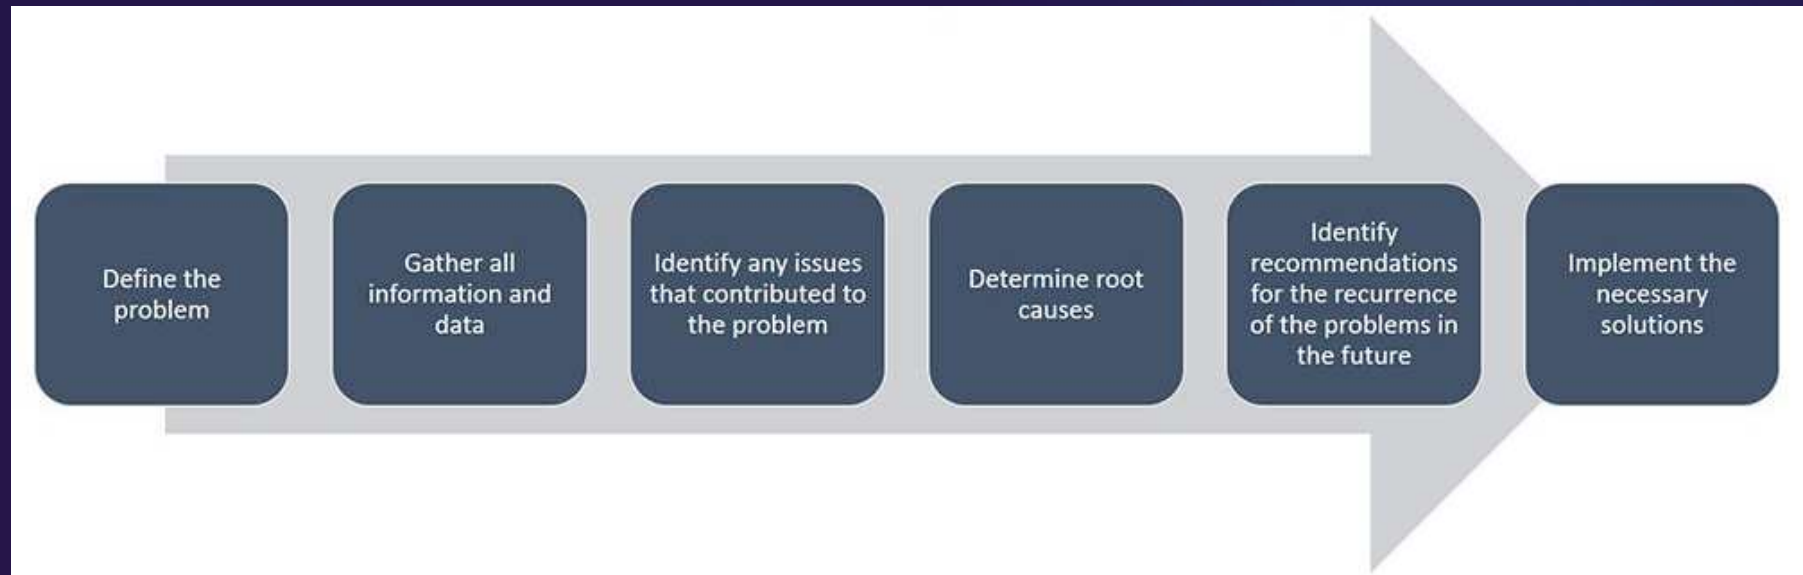 Define the
problem
Gather all
information and
data
Identify any issues
that contributed to
the problem
Determine root
causes
Identify
recommendations
for the recurrence
of the problems in
the future
Implement the
necessary
solutions